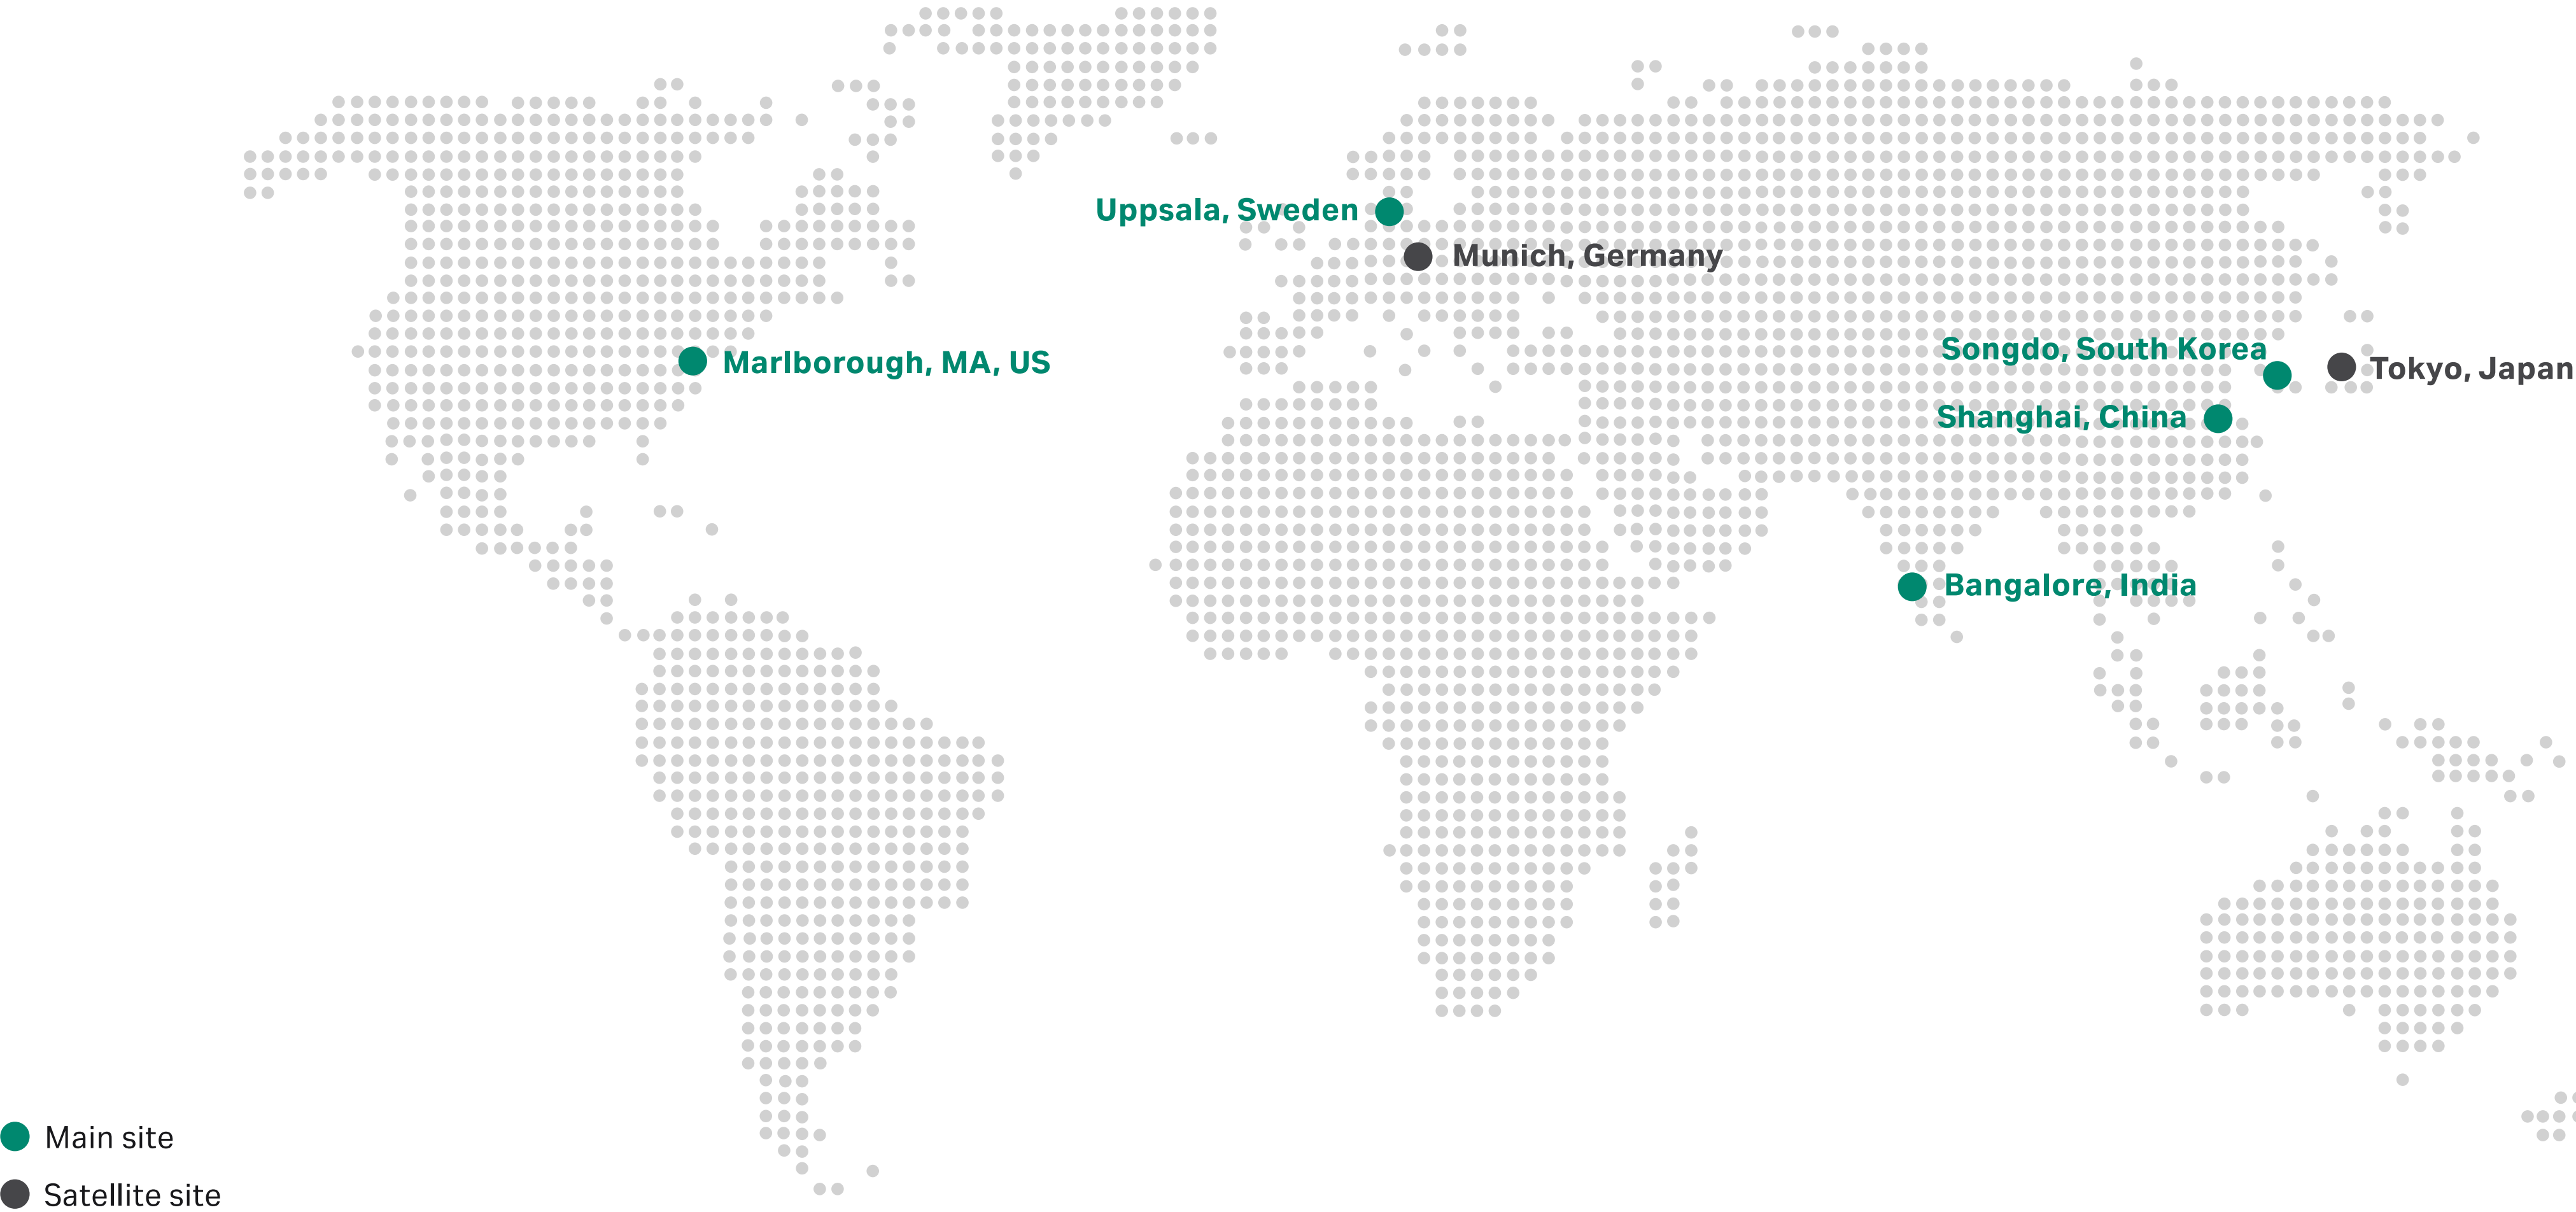 Uppsala, Sweden
Munich, Germany
Songdo, South Korea
Marlborough, MA, US
Tokyo, Japan
Shanghai, China
Bangalore, India
Main site
Satellite site